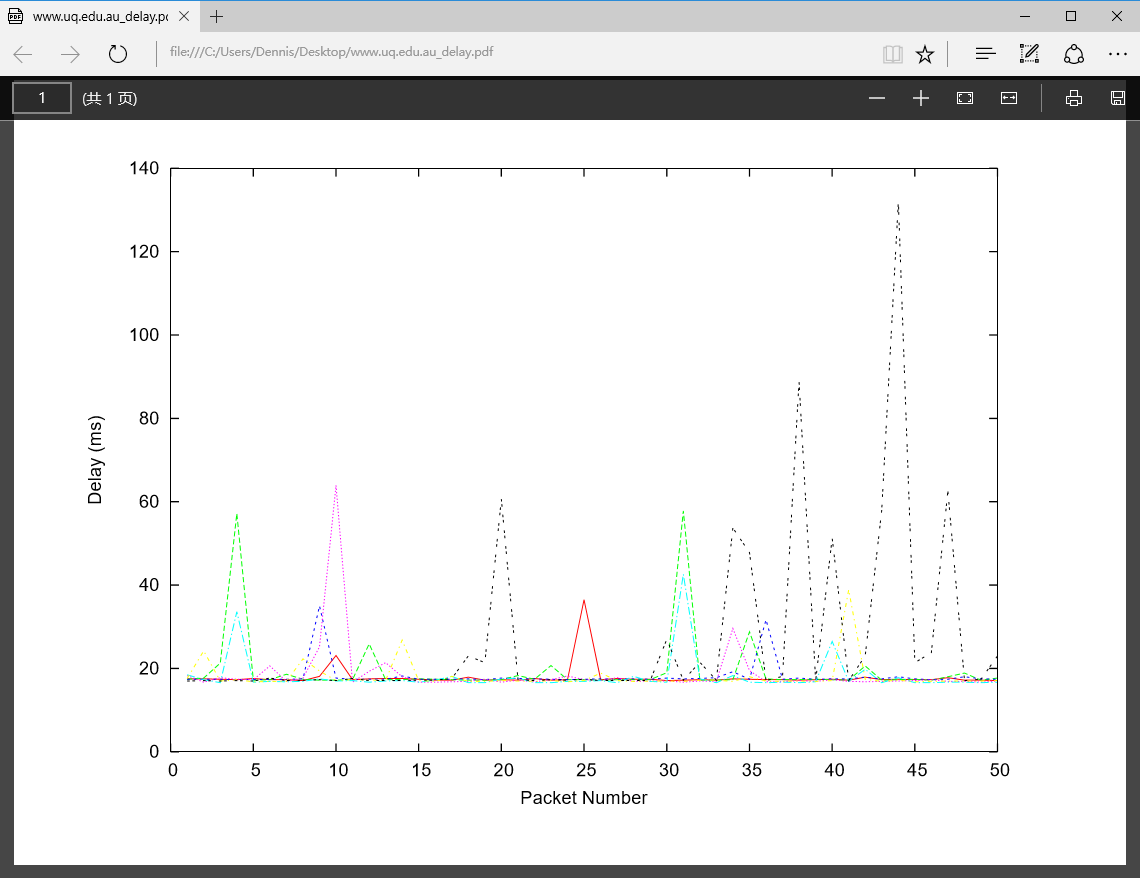 www.uq.edu.au_delay.pd
file:///C:/Users/Dennis/Desktop/www.uq.edu.au_delay.pdf
1 (共 1 页)
140
120
100
80
60
40
20
0
Delay (ms)
0 5 10 15 20 25 30 35 40 45 50
Packet Number